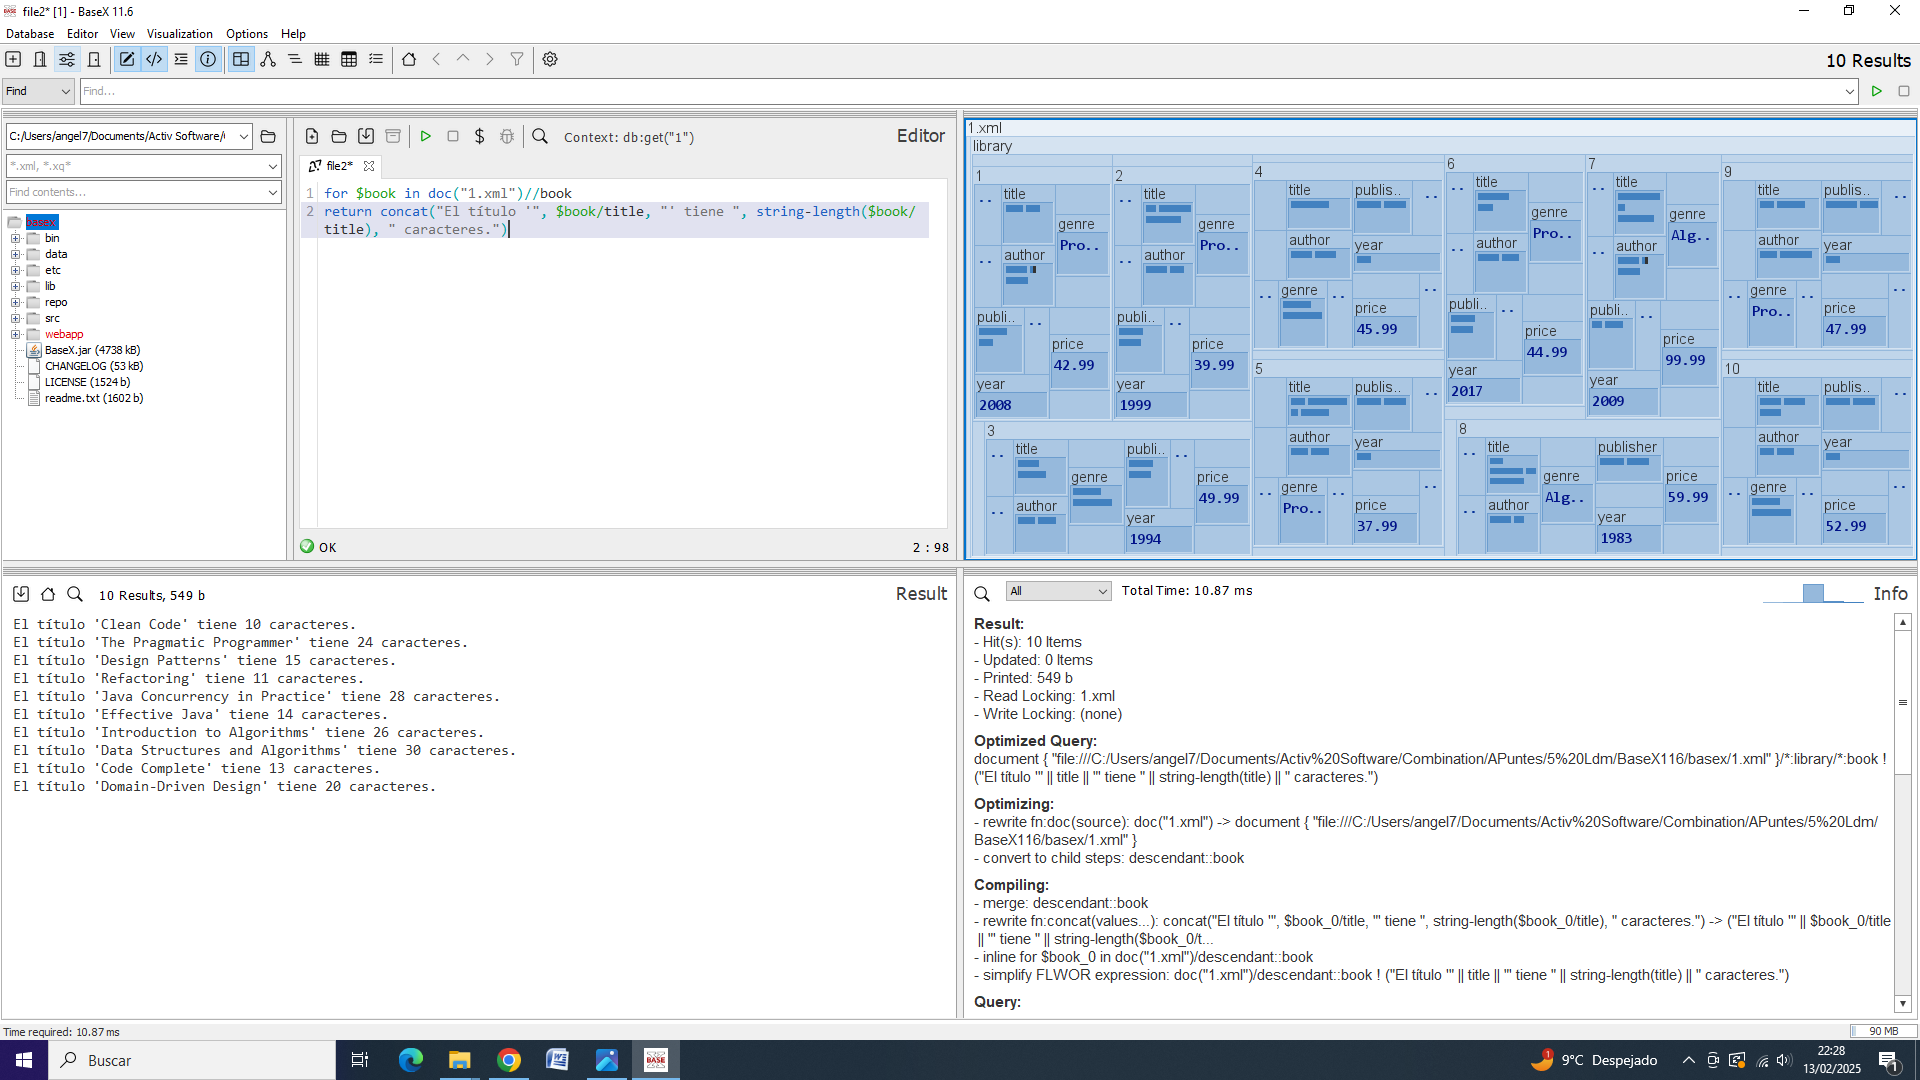 file2* [1] - BaseX 11.6
Database Editor View Visualization Options Help
10 Results
Find
Find...
C:/Users/angel7/Documents/Activ Software/
*.xml, *.xq*
Find contents...
basex
bin
data
etc
lib
repo
src
webapp
BaseX.jar (4738 kB)
CHANGELOG (53 kB)
LICENSE (1524 b)
readme.txt (1602 b)
Context: db:get("1")
Editor
file2*
1 for $book in doc("1.xml")//book
2 return concat("El título '", $book/title, "' tiene ", string-length($book/
title), " caracteres.")
OK
2 : 98
1.xml
library
1
title
genre
Pro..
author
publi..
price
42.99
year
2008
2
title
genre
Pro..
author
publi..
price
39.99
year
1999
3
title
publi..
genre
price
49.99
author
year
1994
4
title
publis..
author
year
genre
price
45.99
5
title
publis..
author
year
genre
Pro..
price
37.99
6
title
genre
Pro..
author
publi..
price
44.99
year
2017
7
title
genre
Alg..
author
publi..
price
99.99
year
2009
8
title
publisher
genre
Alg..
price
59.99
author
year
1983
9
title
publis..
author
year
genre
Pro..
price
47.99
10
title
publis..
author
year
genre
price
52.99
10 Results, 549 b
Result
El título 'Clean Code' tiene 10 caracteres.
El título 'The Pragmatic Programmer' tiene 24 caracteres.
El título 'Design Patterns' tiene 15 caracteres.
El título 'Refactoring' tiene 11 caracteres.
El título 'Java Concurrency in Practice' tiene 28 caracteres.
El título 'Effective Java' tiene 14 caracteres.
El título 'Introduction to Algorithms' tiene 26 caracteres.
El título 'Data Structures and Algorithms' tiene 30 caracteres.
El título 'Code Complete' tiene 13 caracteres.
El título 'Domain-Driven Design' tiene 20 caracteres.
All
Total Time: 10.87 ms
Info
Result:
- Hit(s): 10 Items
- Updated: 0 Items
- Printed: 549 b
- Read Locking: 1.xml
- Write Locking: (none)
Optimized Query:
document { "file:///C:/Users/angel7/Documents/Activ%20Software/Combination/APuntes/5%20Ldm/BaseX116/basex/1.xml" }/*:library/*:book !
("El título '" || title || "' tiene " || string-length(title) || " caracteres.")
Optimizing:
- rewrite fn:doc(source): doc("1.xml") -> document { "file:///C:/Users/angel7/Documents/Activ%20Software/Combination/APuntes/5%20Ldm/
BaseX116/basex/1.xml" }
- convert to child steps: descendant::book
Compiling:
- merge: descendant::book
- rewrite fn:concat(values...): concat("El título '", $book_0/title, "' tiene ", string-length($book_0/title), " caracteres.") -> ("El título '" || $book_0/title
|| "' tiene " || string-length($book_0/t...
- inline for $book_0 in doc("1.xml")/descendant::book
- simplify FLWOR expression: doc("1.xml")/descendant::book ! ("El título '" || title || "' tiene " || string-length(title) || " caracteres.")
Query:
Time required: 10.87 ms
90 MB
Buscar
BASE
1
9°C Despejado
22:28
13/02/2025
1